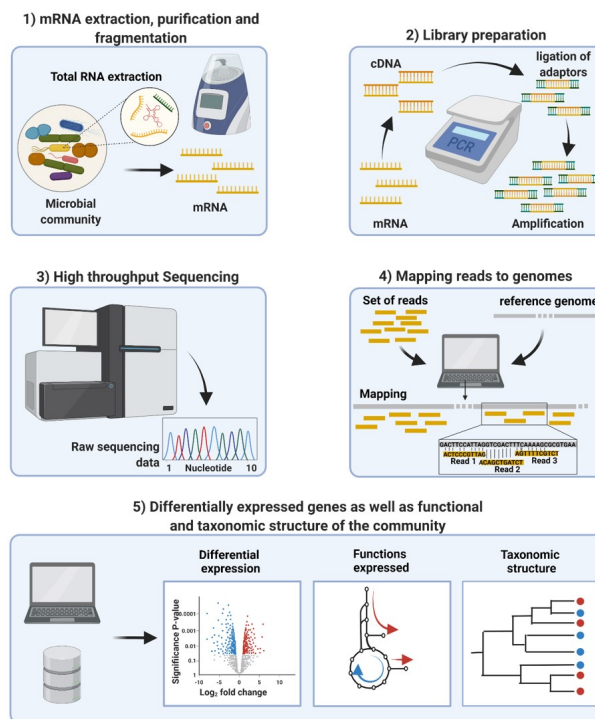 1) mRNA extraction, purification and
fragmentation
Total RNA extraction
Microbial
community
mRNA
2) Library preparation
cDNA
ligation of
adaptors
PCR
mRNA
Amplification
3) High throughput Sequencing
Raw sequencing
data
1 Nucleotide 10
4) Mapping reads to genomes
Set of reads
reference genome
Mapping
GACTTCCATTAGGTCGACTTTCAAAAGCGCGTGAA
ACTCCCGTTAG
AGTTTTCGTCT
Read 1
ACAGCTGATCT
Read 3
Read 2
5) Differentially expressed genes as well as functional
and taxonomic structure of the community
Differential
expression
Signifiicance P-value
0.0001
0.001
0.01
0.1
1
-10 -5 0 5 10
Log₂ fold change
Functions
expressed
Taxonomic
structure